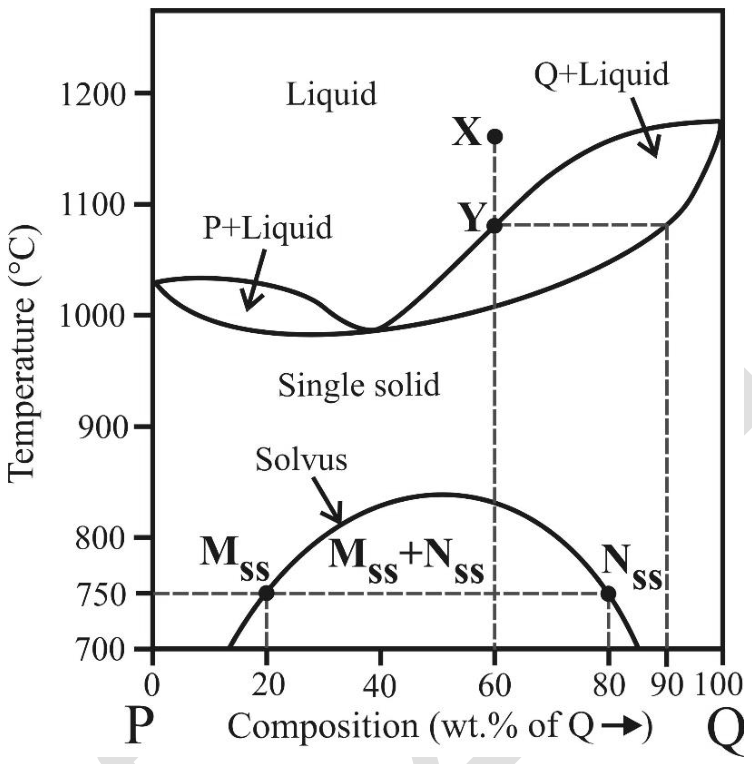 1200
Liquid
Q+Liquid
X
1100
Y
P+Liquid
1000
Single solid
900
Solvus
800
Mss
Mss+Nss
Nss
750
700
0 20 40 60 80 90 100
P Composition (wt.% of Q →) Q
Temperature (°C)